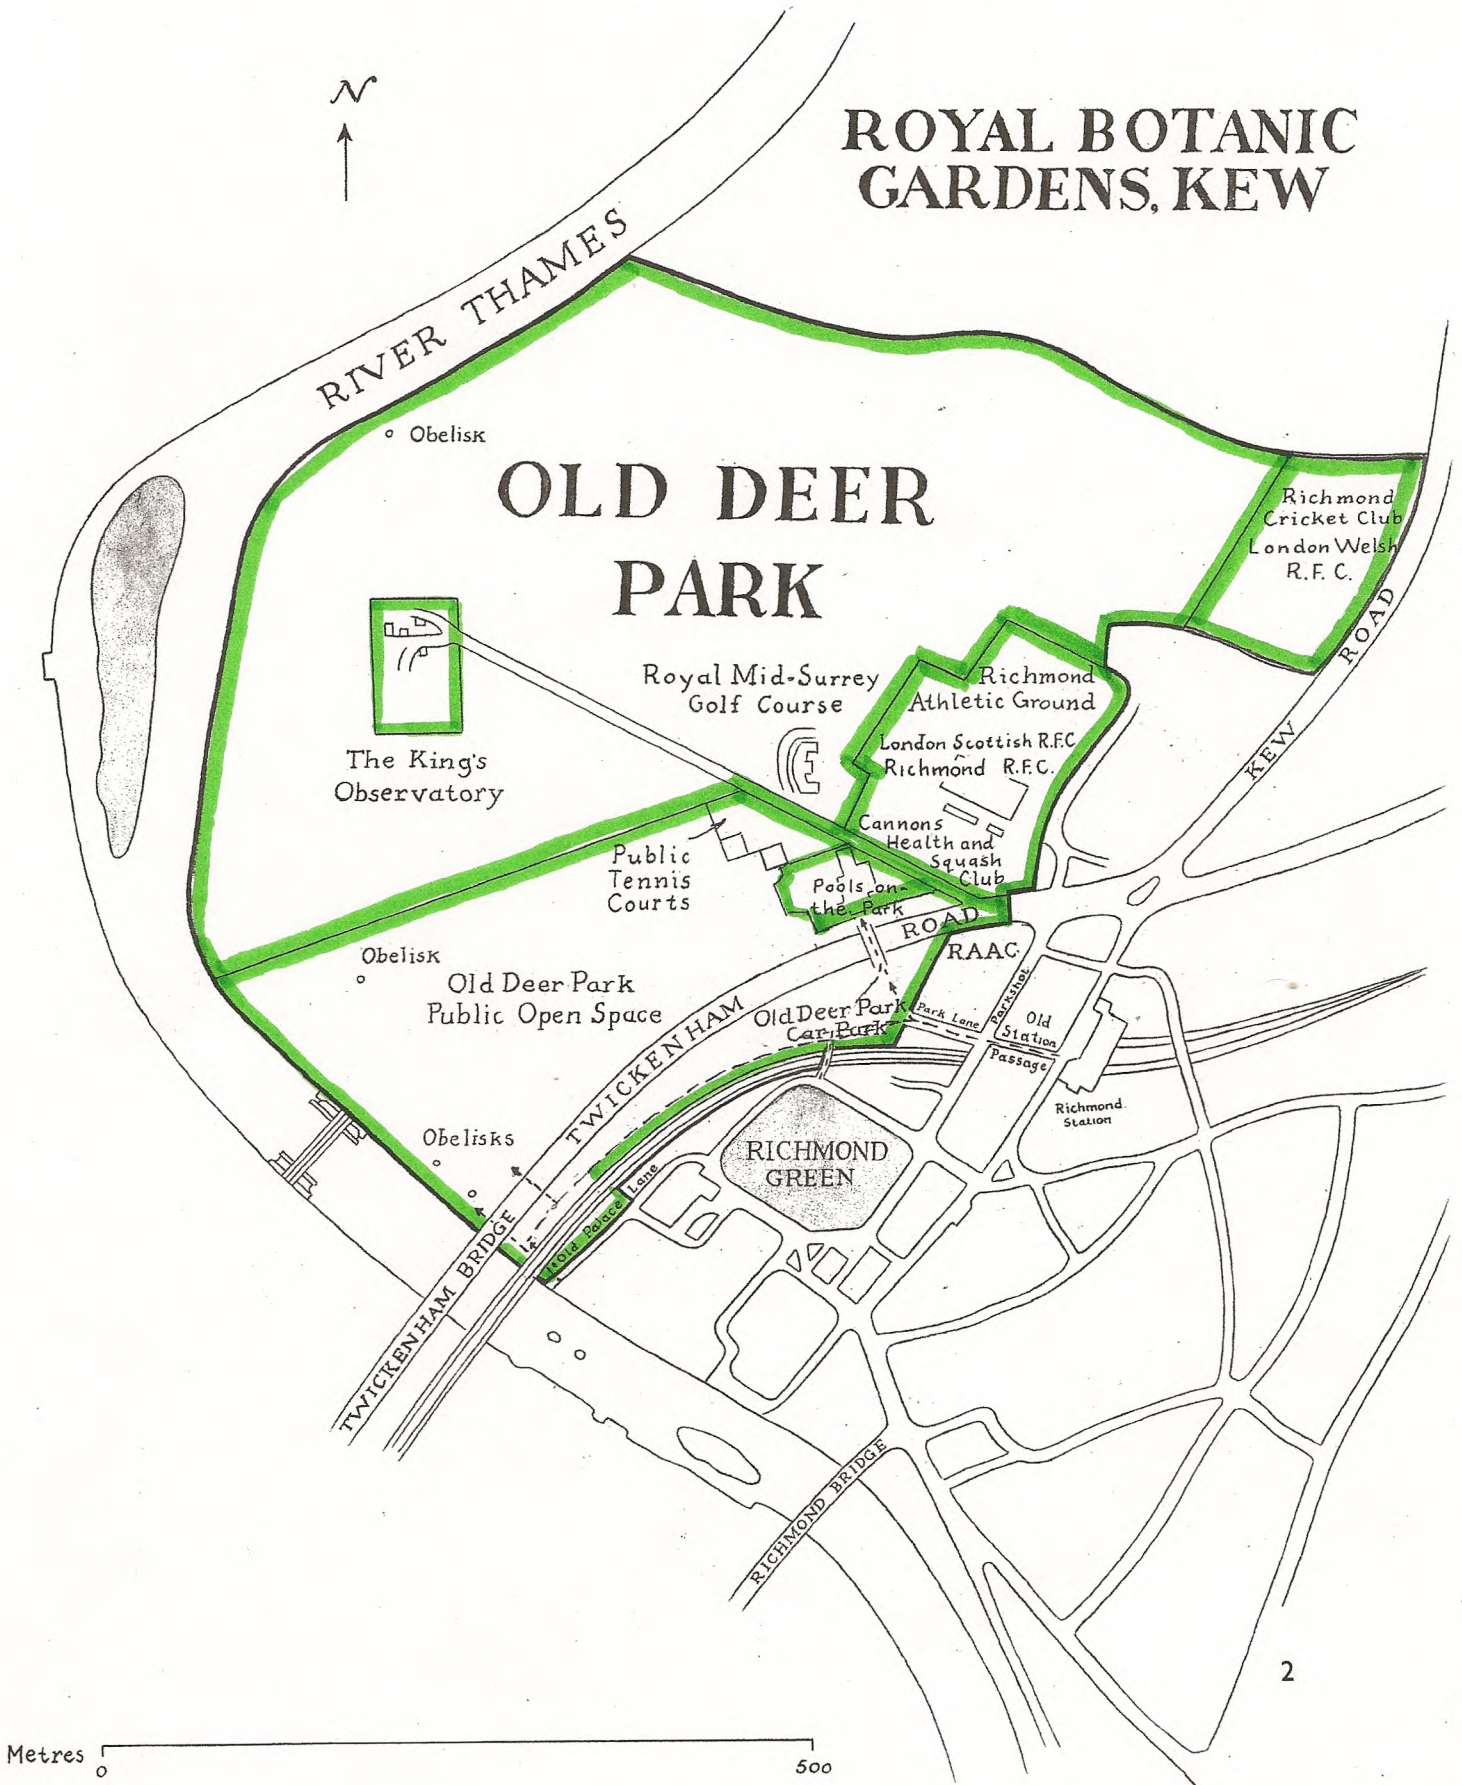 N
ROYAL BOTANIC
GARDENS, KEW
RIVER THAMES
Obelisk
OLD DEER
PARK
Richmond
Cricket Club
London Welsh
R.F.C.
KEW ROAD
The King's
Observatory
Royal Mid-Surrey
Golf Course
Richmond
Athletic Ground
London Scottish R.F.C.
Richmond R.F.C.
Cannons
Health and
Squash
Club
Public
Tennis
Courts
Pools-on-
the-Park
Obelisk
Old Deer Park
Public Open Space
TWICKENHAM ROAD
RAAC
Old Deer Park
Car Park
Park Lane
Parkshot
Old
Station
Passage
Richmond
Station
Obelisks
RICHMOND
GREEN
Old Palace Lane
TWICKENHAM BRIDGE
RICHMOND BRIDGE
2
Metres
0
500